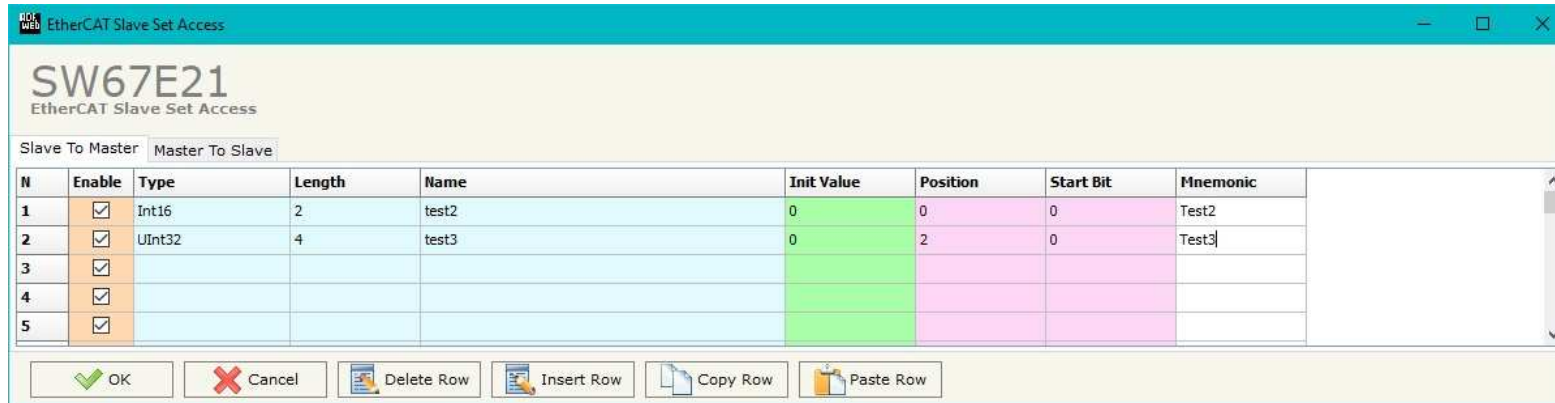 ADF
WEB EtherCAT Slave Set Access
SW67E21
EtherCAT Slave Set Access
Slave To Master Master To Slave
N Enable Type Length Name Init Value Position Start Bit Mnemonic
1 Int16 2 test2 0 0 0 Test2
2 UInt32 4 test3 0 2 0 Test3
3
4
5
OK Cancel Delete Row Insert Row Copy Row Paste Row